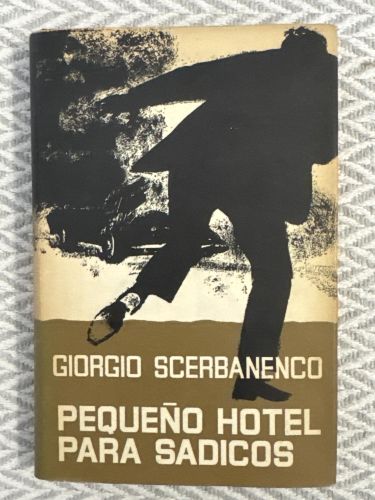 GIORGIO SCERBANENCO
PEQUEÑO HOTEL
PARA SADICOS